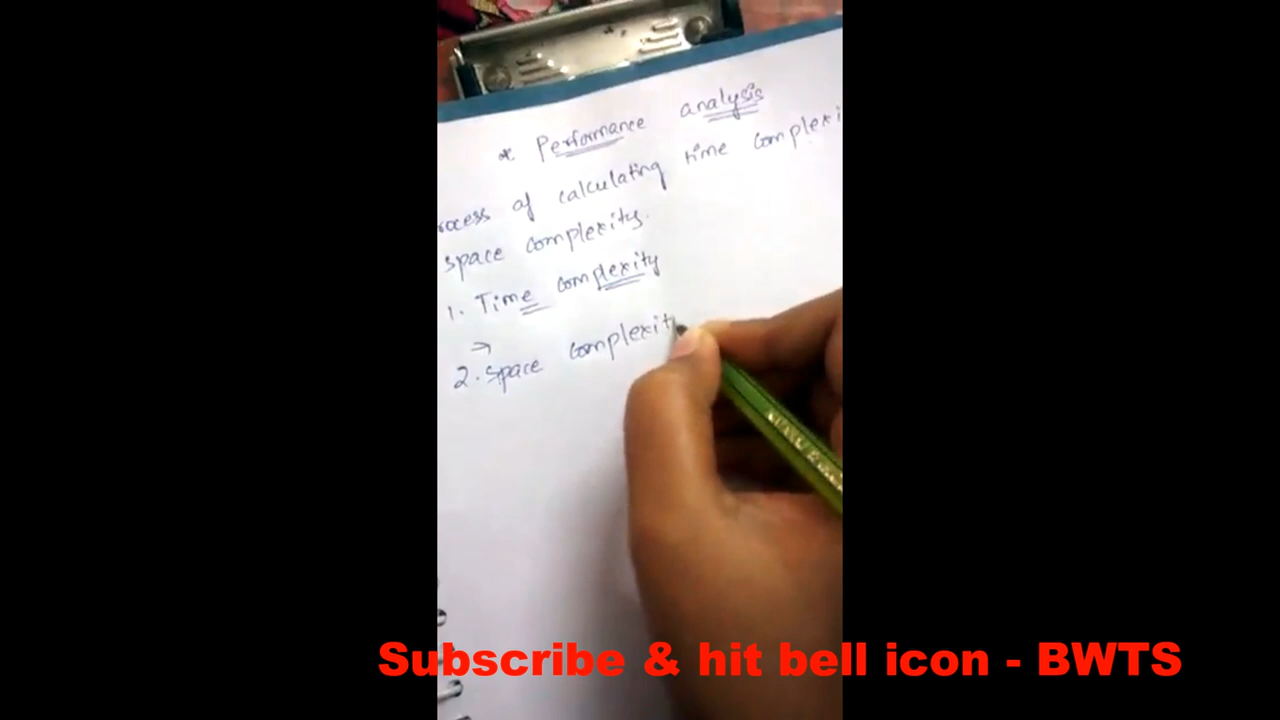 * Performance analysis
rocess of calculating time complexi
space complexity.
1. Time complexity
→
2. Space complexit
Subscribe & hit bell icon - BWTS